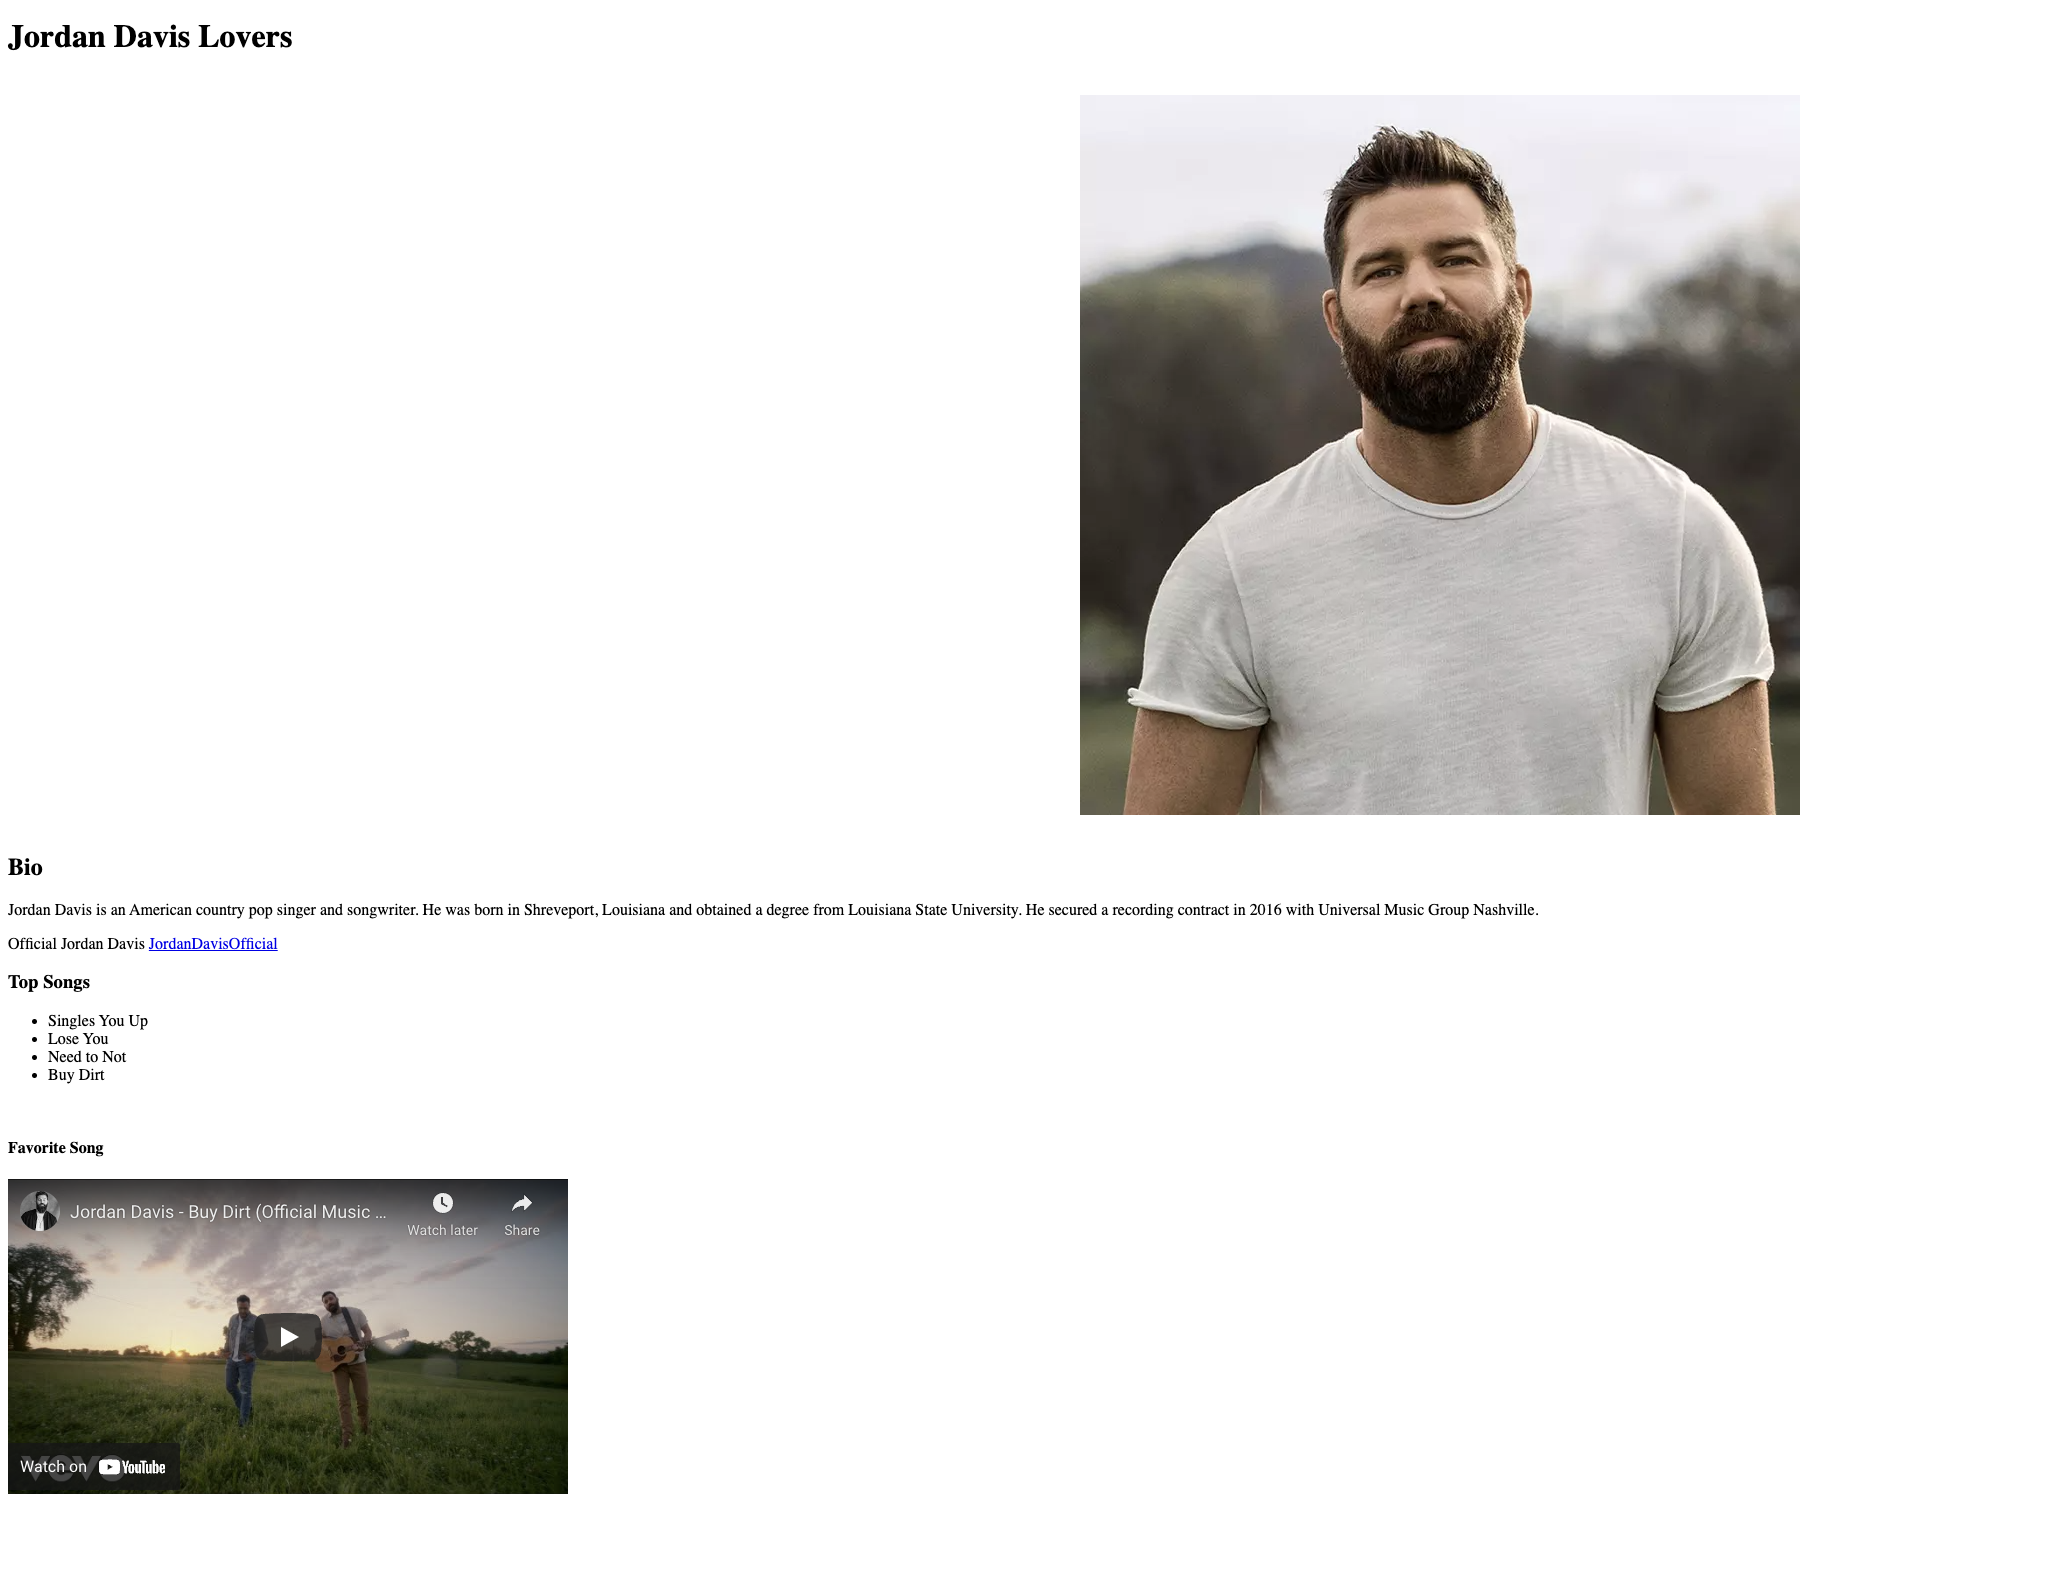 Jordan Davis Lovers
Bio
Jordan Davis is an American country pop singer and songwriter. He was born in Shreveport, Louisiana and obtained a degree from Louisiana State University. He secured a recording contract in 2016 with Universal Music Group Nashville.
Official Jordan Davis JordanDavisOfficial
Top Songs
• Singles You Up
• Lose You
• Need to Not
• Buy Dirt
Favorite Song
Jordan Davis - Buy Dirt (Official Music ...
Watch later
Share
vevo
Watch on YouTube